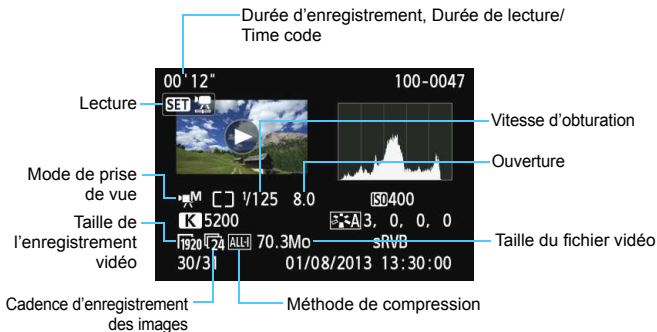 Durée d'enregistrement, Durée de lecture/
Time code
00'12" 100-0047
Lecture
SET
Vitesse d'obturation
Ouverture
Mode de prise
de vue
M 1/125 8.0 ISO 400
K 5200 A 3, 0, 0, 0
Taille de
l'enregistrement
vidéo
1920 24 ALL-I 70.3Mo sRVB
Taille du fichier vidéo
30/31 01/08/2013 13:30:00
Cadence d'enregistrement
des images
Méthode de compression